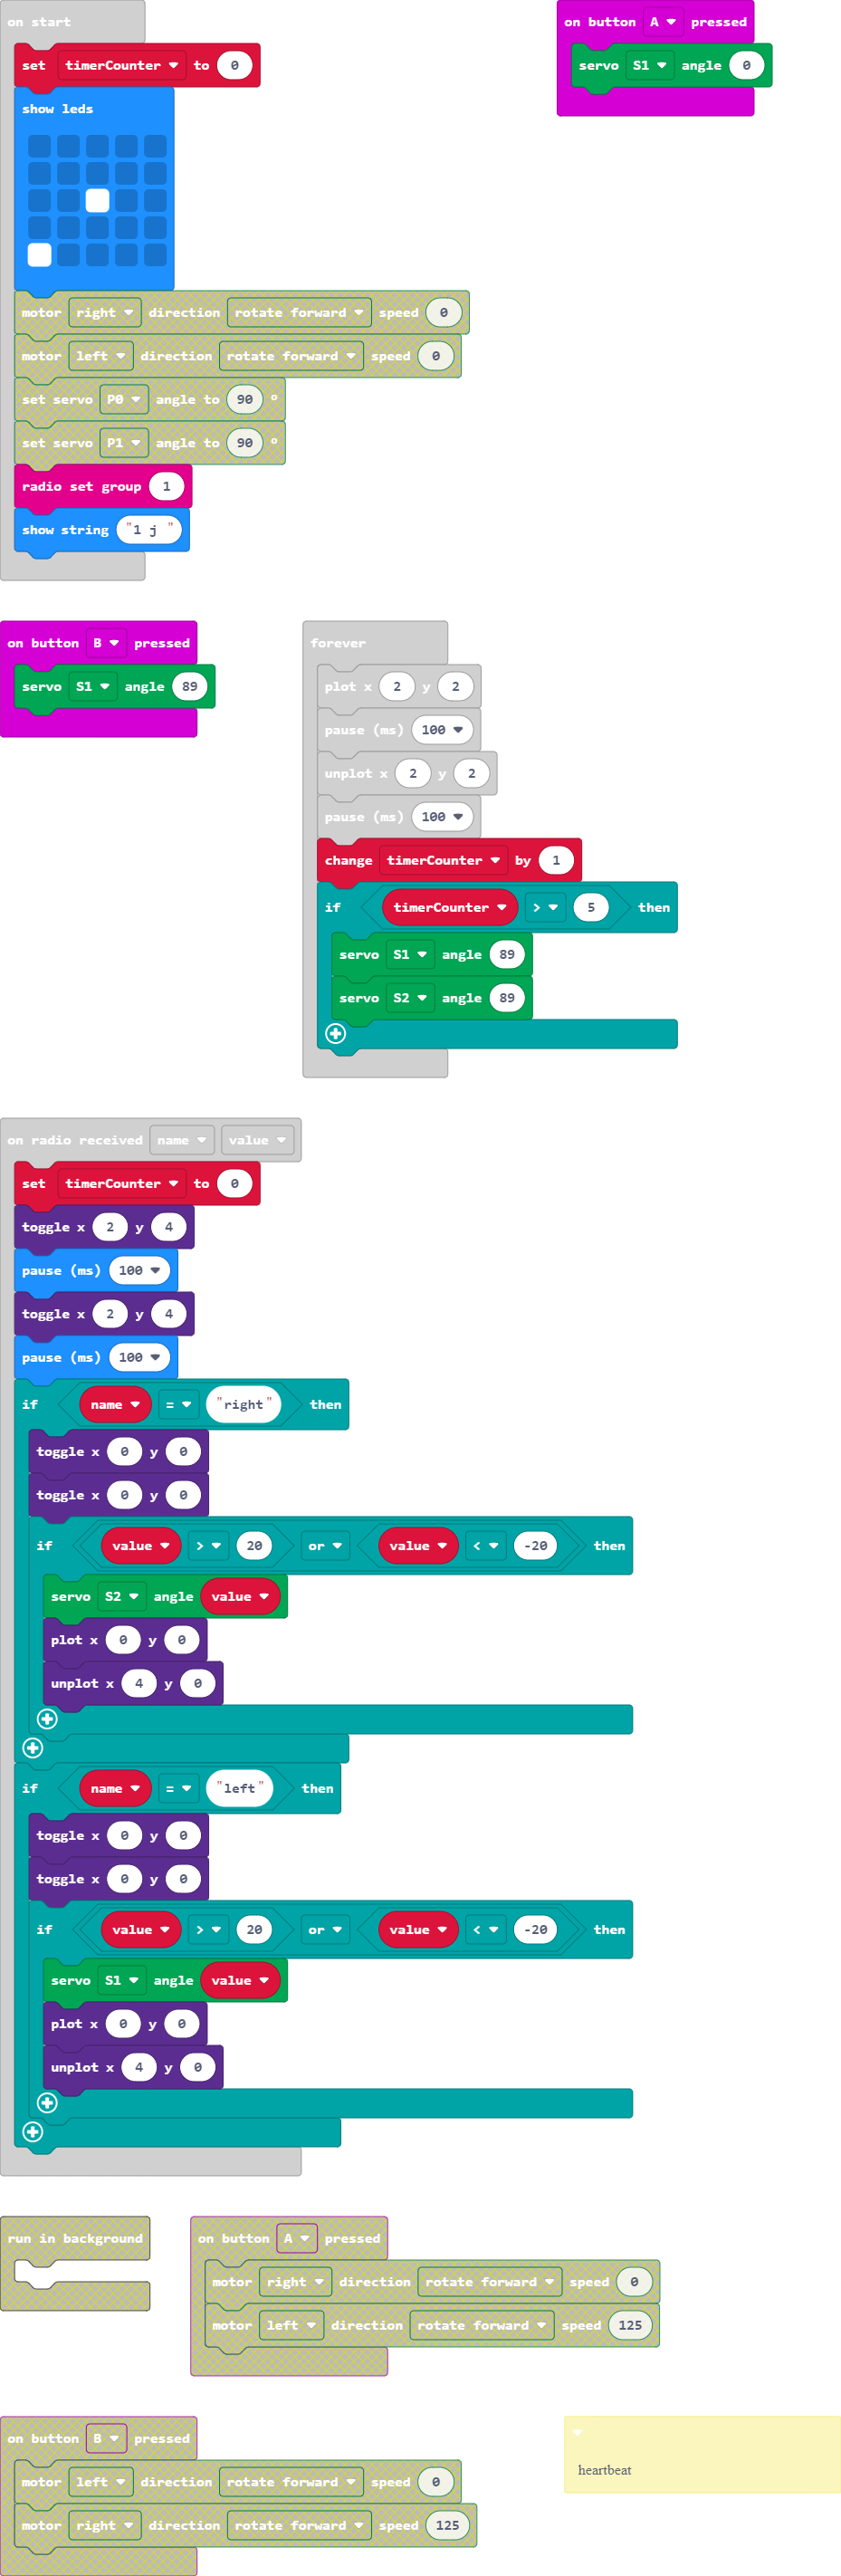 on start
set timerCounter to 0
show leds
motor right direction rotate forward speed 0
motor left direction rotate forward speed 0
set servo P0 angle to 90 °
set servo P1 angle to 90 °
radio set group 1
show string "1 j "
on button A pressed
servo S1 angle 0
on button B pressed
servo S1 angle 89
forever
plot x 2 y 2
pause (ms) 100
unplot x 2 y 2
pause (ms) 100
change timerCounter by 1
if timerCounter > 5 then
servo S1 angle 89
servo S2 angle 89
on radio received name value
set timerCounter to 0
toggle x 2 y 4
pause (ms) 100
toggle x 2 y 4
pause (ms) 100
if name = "right" then
toggle x 0 y 0
toggle x 0 y 0
if value > 20 or value < -20 then
servo S2 angle value
plot x 0 y 0
unplot x 4 y 0
if name = "left" then
toggle x 0 y 0
toggle x 0 y 0
if value > 20 or value < -20 then
servo S1 angle value
plot x 0 y 0
unplot x 4 y 0
run in background
on button A pressed
motor right direction rotate forward speed 0
motor left direction rotate forward speed 125
on button B pressed
motor left direction rotate forward speed 0
motor right direction rotate forward speed 125
heartbeat